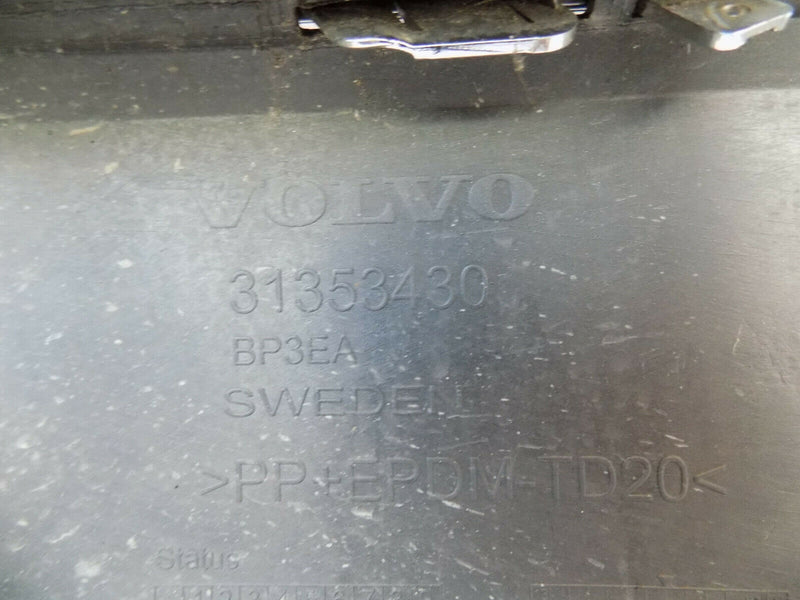 VOLVO
31353430
BP3EA
SWEDEN
>PP+EPDM-TD20<
Status